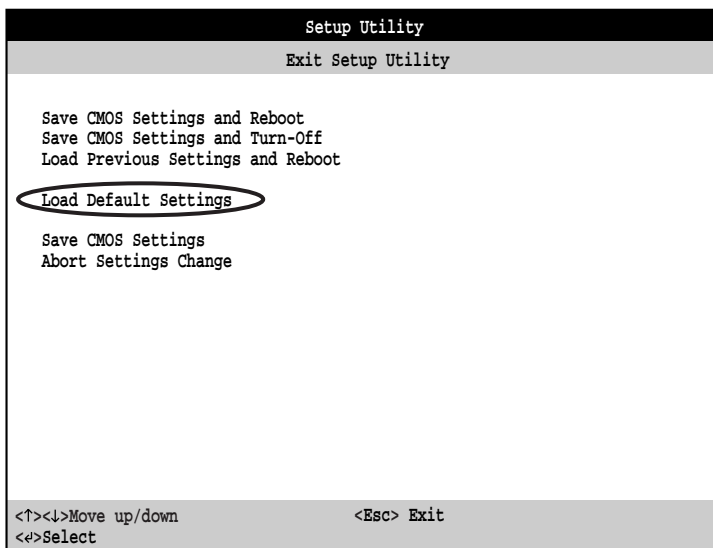 Setup Utility
Exit Setup Utility
Save CMOS Settings and Reboot
Save CMOS Settings and Turn-Off
Load Previous Settings and Reboot
Load Default Settings
Save CMOS Settings
Abort Settings Change
<↑><↓>Move up/down <Esc> Exit
<↵>Select